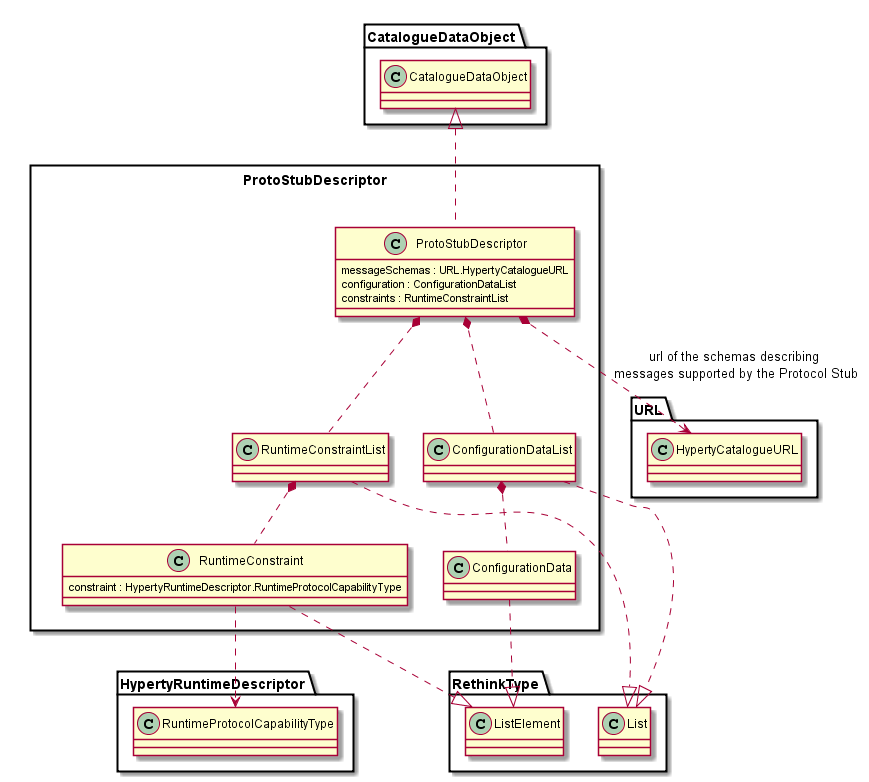 CatalogueDataObject
C CatalogueDataObject
ProtoStubDescriptor
C ProtoStubDescriptor
messageSchemas : URL.HypertyCatalogueURL
configuration : ConfigurationDataList
constraints : RuntimeConstraintList
url of the schemas describing
messages supported by the Protocol Stub
URL
C RuntimeConstraintList
C ConfigurationDataList
C HypertyCatalogueURL
C RuntimeConstraint
constraint : HypertyRuntimeDescriptor.RuntimeProtocolCapabilityType
C ConfigurationData
HypertyRuntimeDescriptor
C RuntimeProtocolCapabilityType
RethinkType
C ListElement
C List